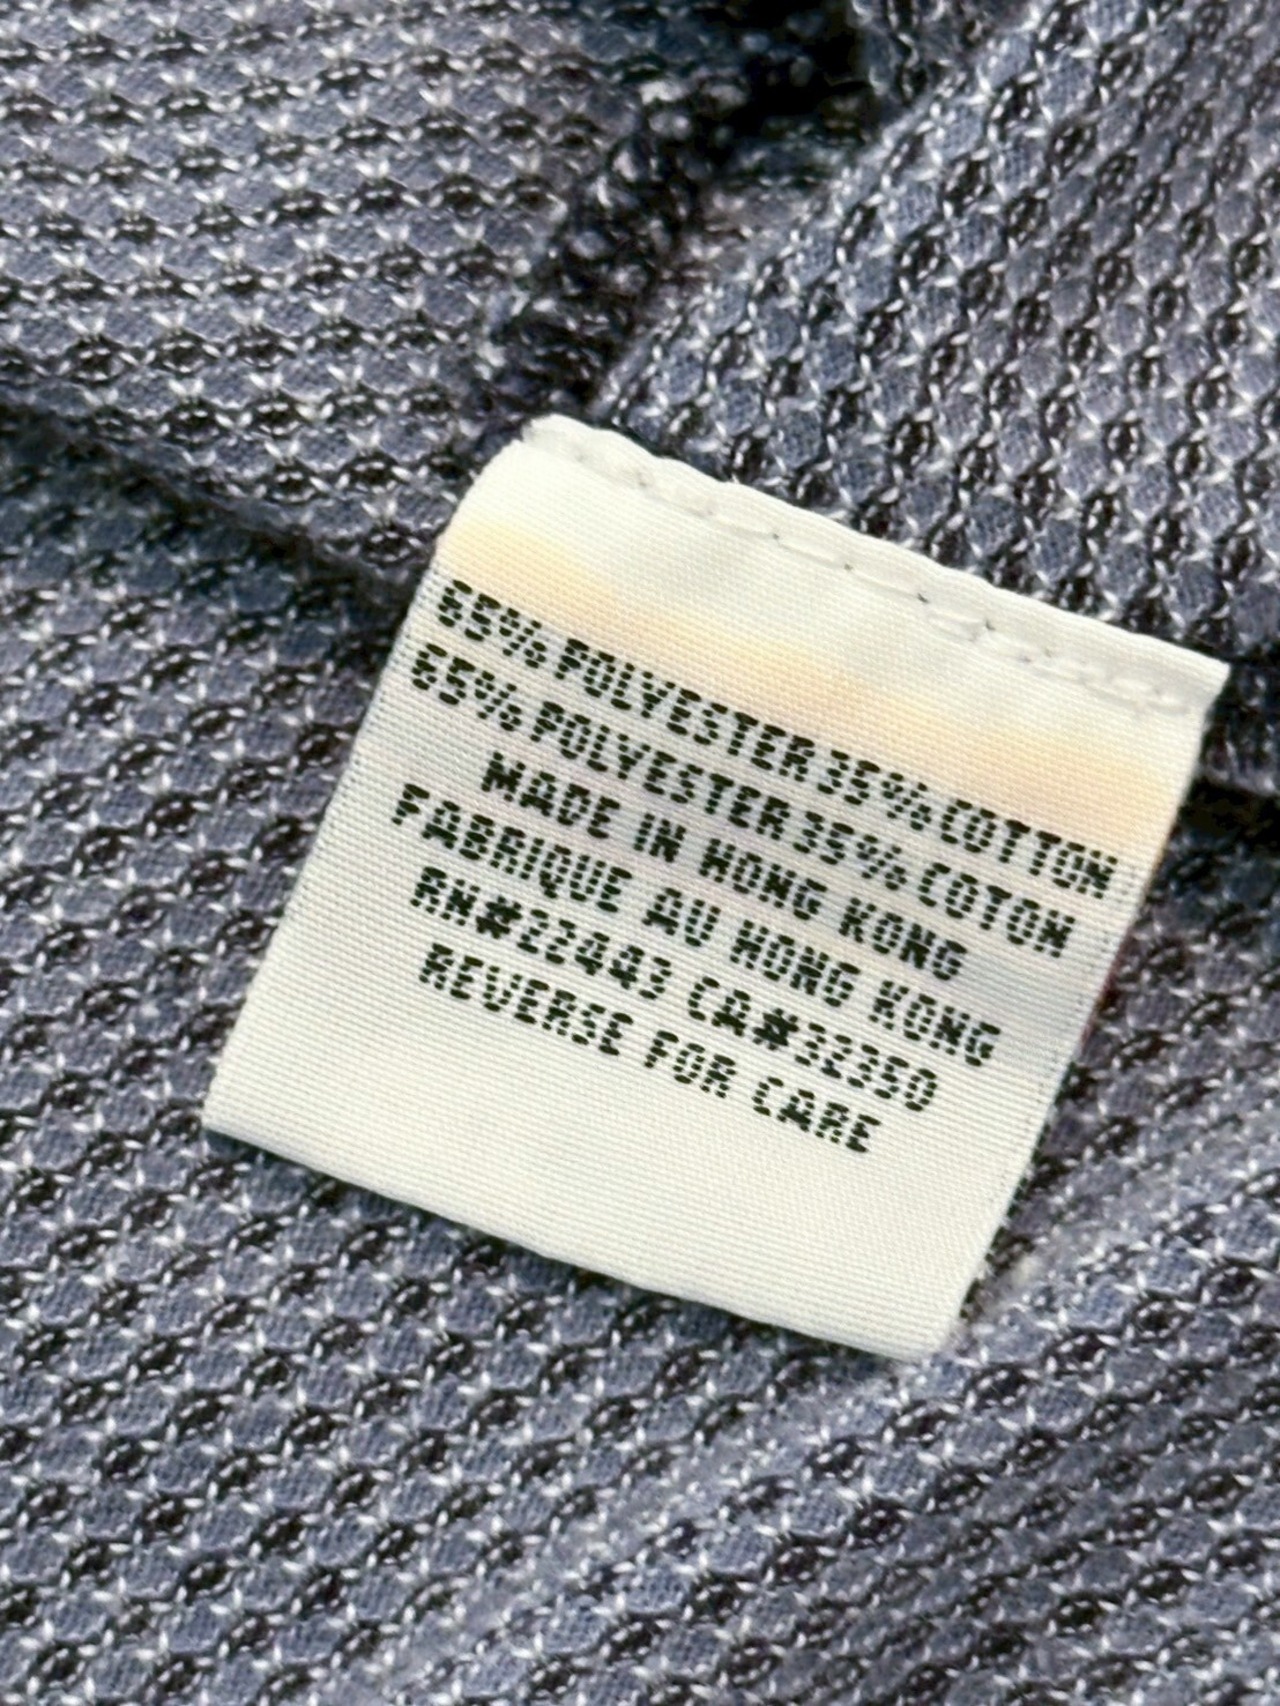 65% POLYESTER 35% COTTON
65% POLYESTER 35% COTON
MADE IN HONG KONG
FABRIQUE AU HONG KONG
RN#22443 CA#32350
REVERSE FOR CARE